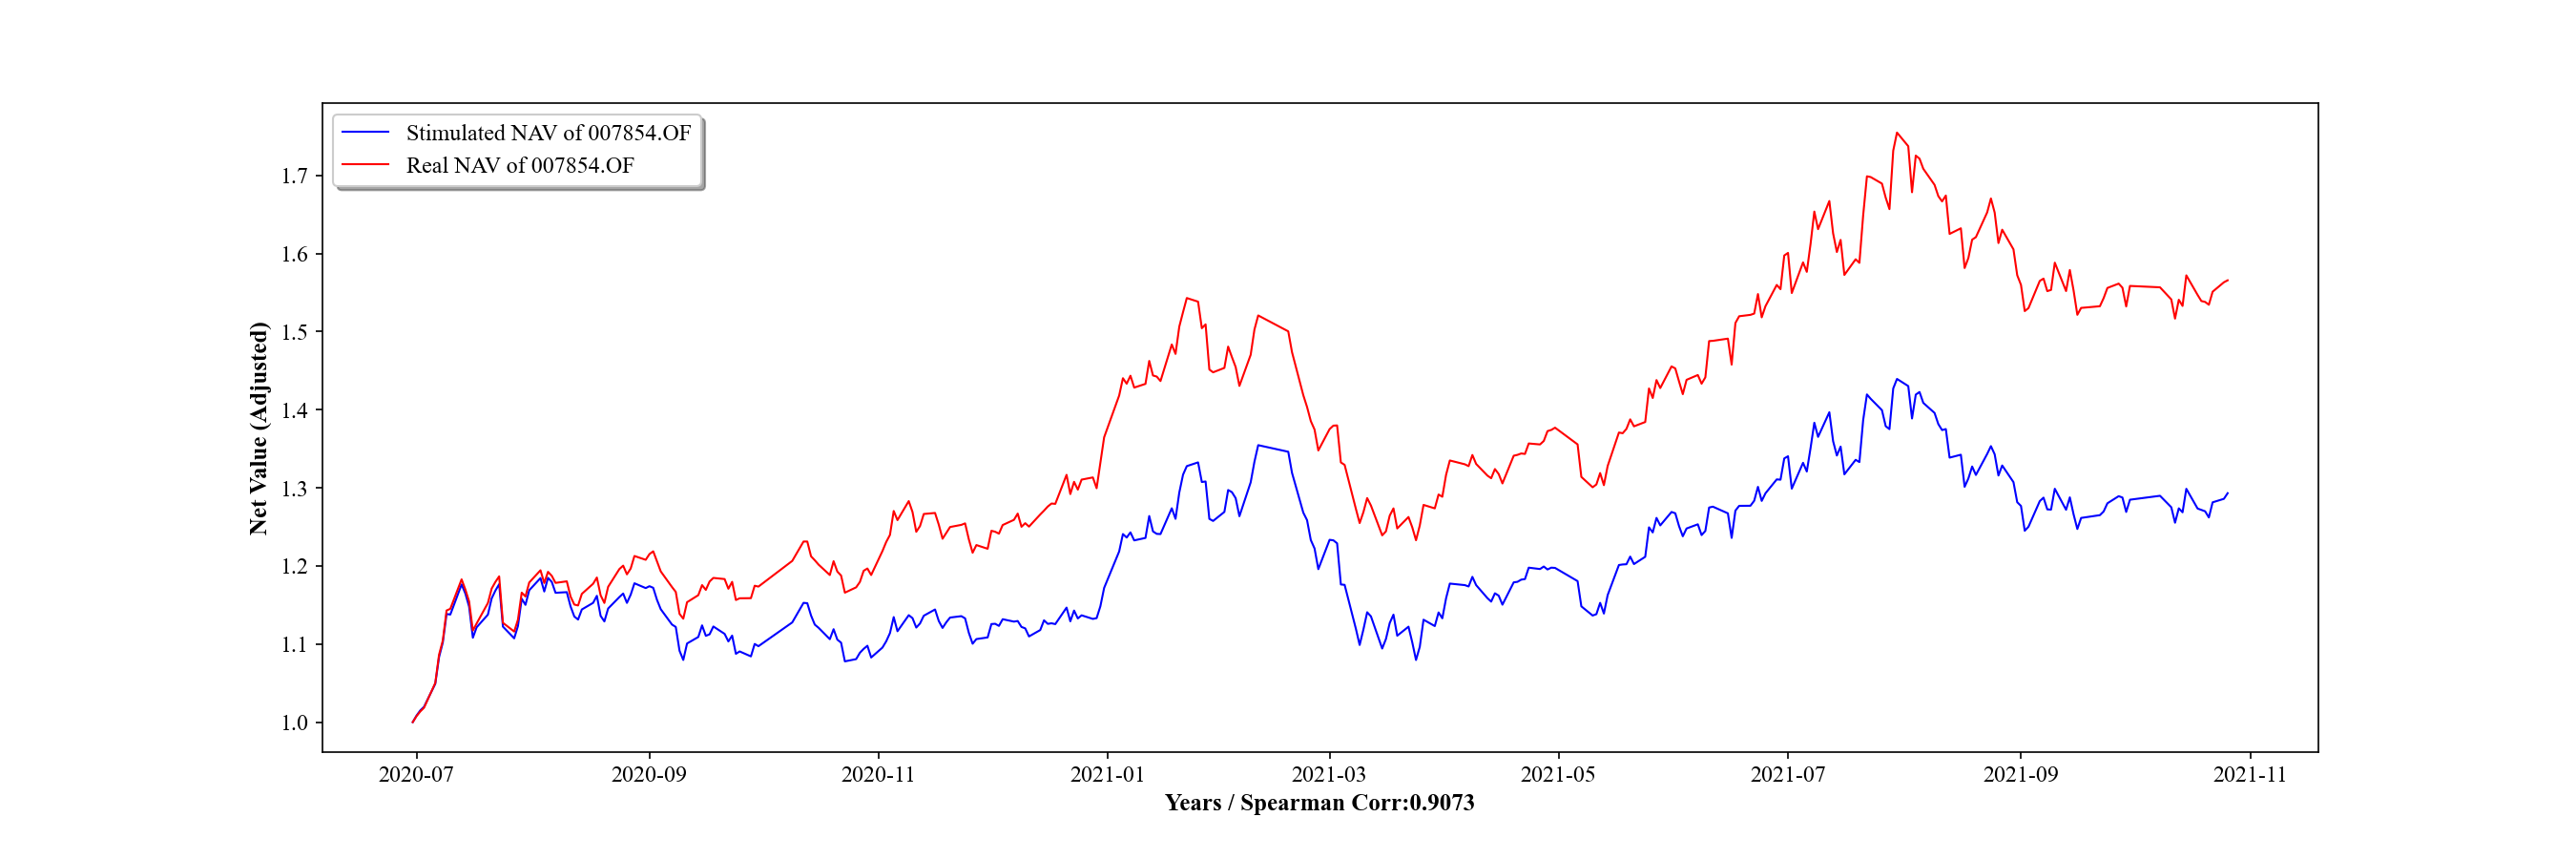 Stimulated NAV of 007854.OF
Real NAV of 007854.OF
1.7
1.6
1.5
1.4
1.3
1.2
1.1
1.0
Net Value (Adjusted)
2020-07 2020-09 2020-11 2021-01 2021-03 2021-05 2021-07 2021-09 2021-11
Years / Spearman Corr:0.9073